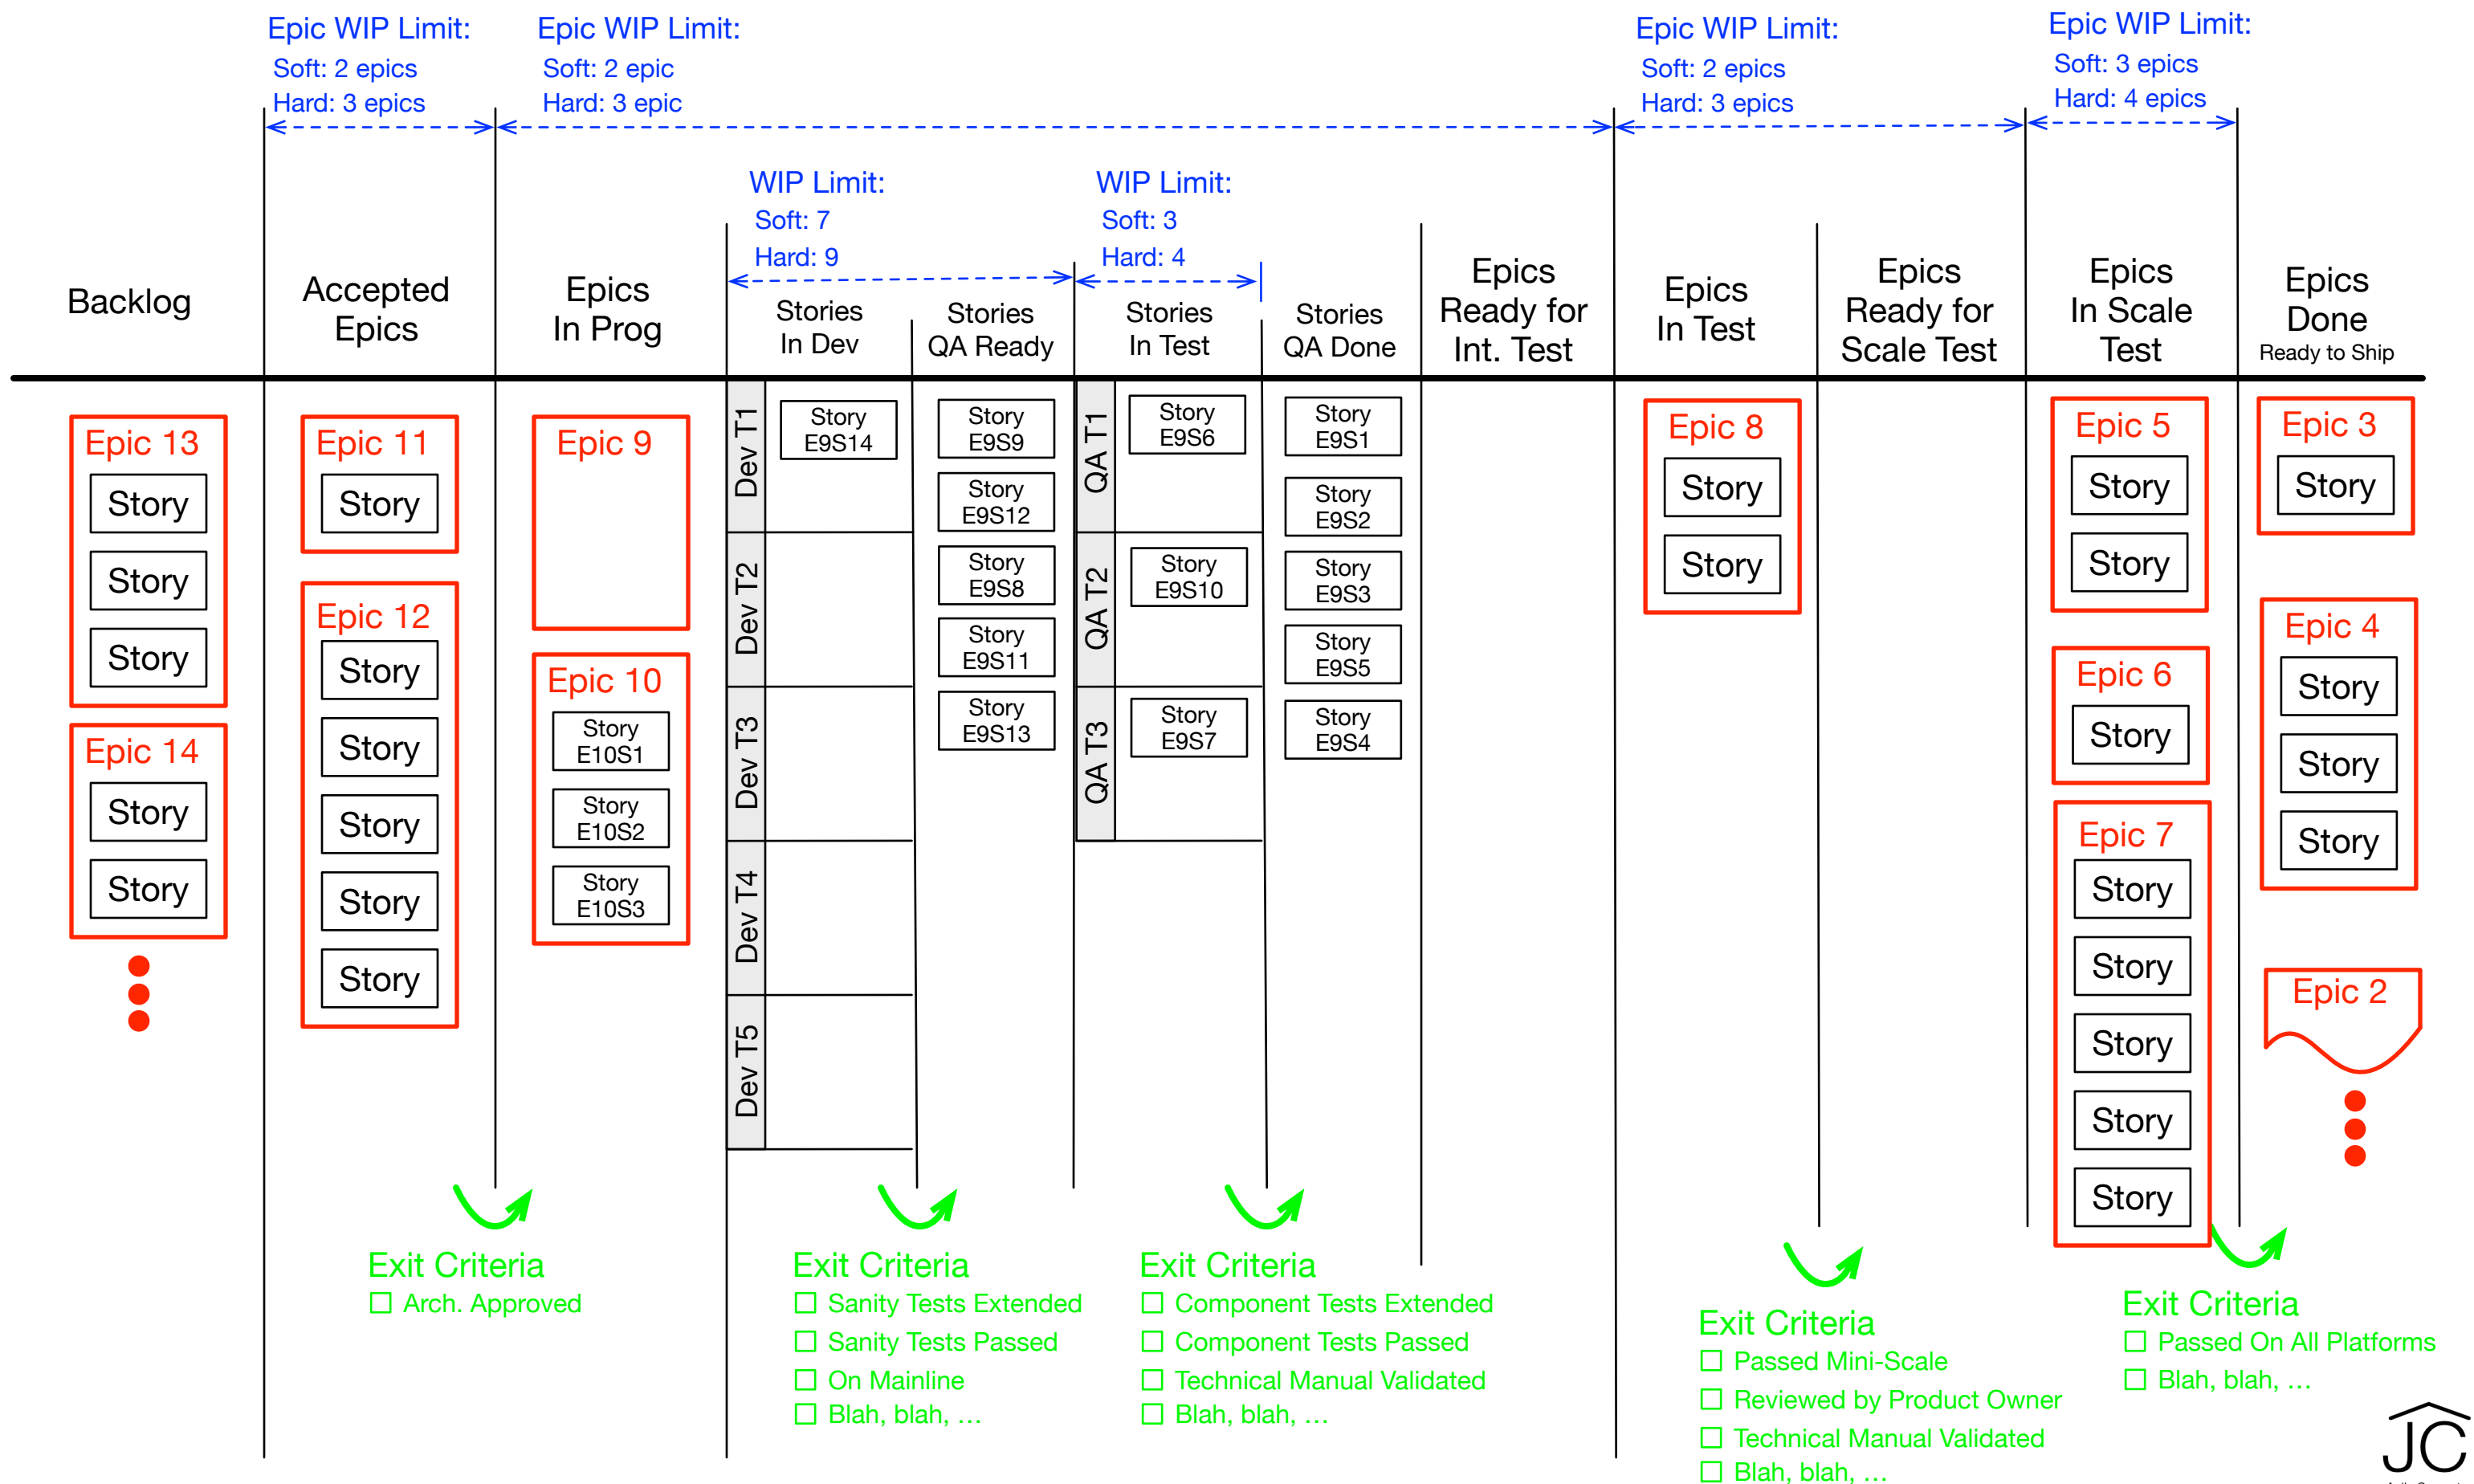 Epic WIP Limit:
Soft: 2 epics
Hard: 3 epics
Epic WIP Limit:
Soft: 2 epic
Hard: 3 epic
Epic WIP Limit:
Soft: 2 epics
Hard: 3 epics
Epic WIP Limit:
Soft: 3 epics
Hard: 4 epics
WIP Limit:
Soft: 7
Hard: 9
WIP Limit:
Soft: 3
Hard: 4
Backlog
Accepted
Epics
Epics
In Prog
Stories
In Dev
Stories
QA Ready
Stories
In Test
Stories
QA Done
Epics
Ready for
Int. Test
Epics
In Test
Epics
Ready for
Scale Test
Epics
In Scale
Test
Epics
Done
Ready to Ship
Epic 13
Story
Story
Story
Epic 14
Story
Story
Epic 11
Story
Epic 12
Story
Story
Story
Story
Story
Epic 9
Epic 10
Story
E10S1
Story
E10S2
Story
E10S3
Dev T1
Dev T2
Dev T3
Dev T4
Dev T5
Story
E9S14
Story
E9S9
Story
E9S12
Story
E9S8
Story
E9S11
Story
E9S13
QA T1
QA T2
QA T3
Story
E9S6
Story
E9S10
Story
E9S7
Story
E9S1
Story
E9S2
Story
E9S3
Story
E9S5
Story
E9S4
Epic 8
Story
Story
Epic 5
Story
Story
Epic 6
Story
Epic 7
Story
Story
Story
Story
Story
Epic 3
Story
Epic 4
Story
Story
Story
Epic 2
Exit Criteria
Arch. Approved
Exit Criteria
Sanity Tests Extended
Sanity Tests Passed
On Mainline
Blah, blah, …
Exit Criteria
Component Tests Extended
Component Tests Passed
Technical Manual Validated
Blah, blah, …
Exit Criteria
Passed Mini-Scale
Reviewed by Product Owner
Technical Manual Validated
Blah, blah, …
Exit Criteria
Passed On All Platforms
Blah, blah, …
JC